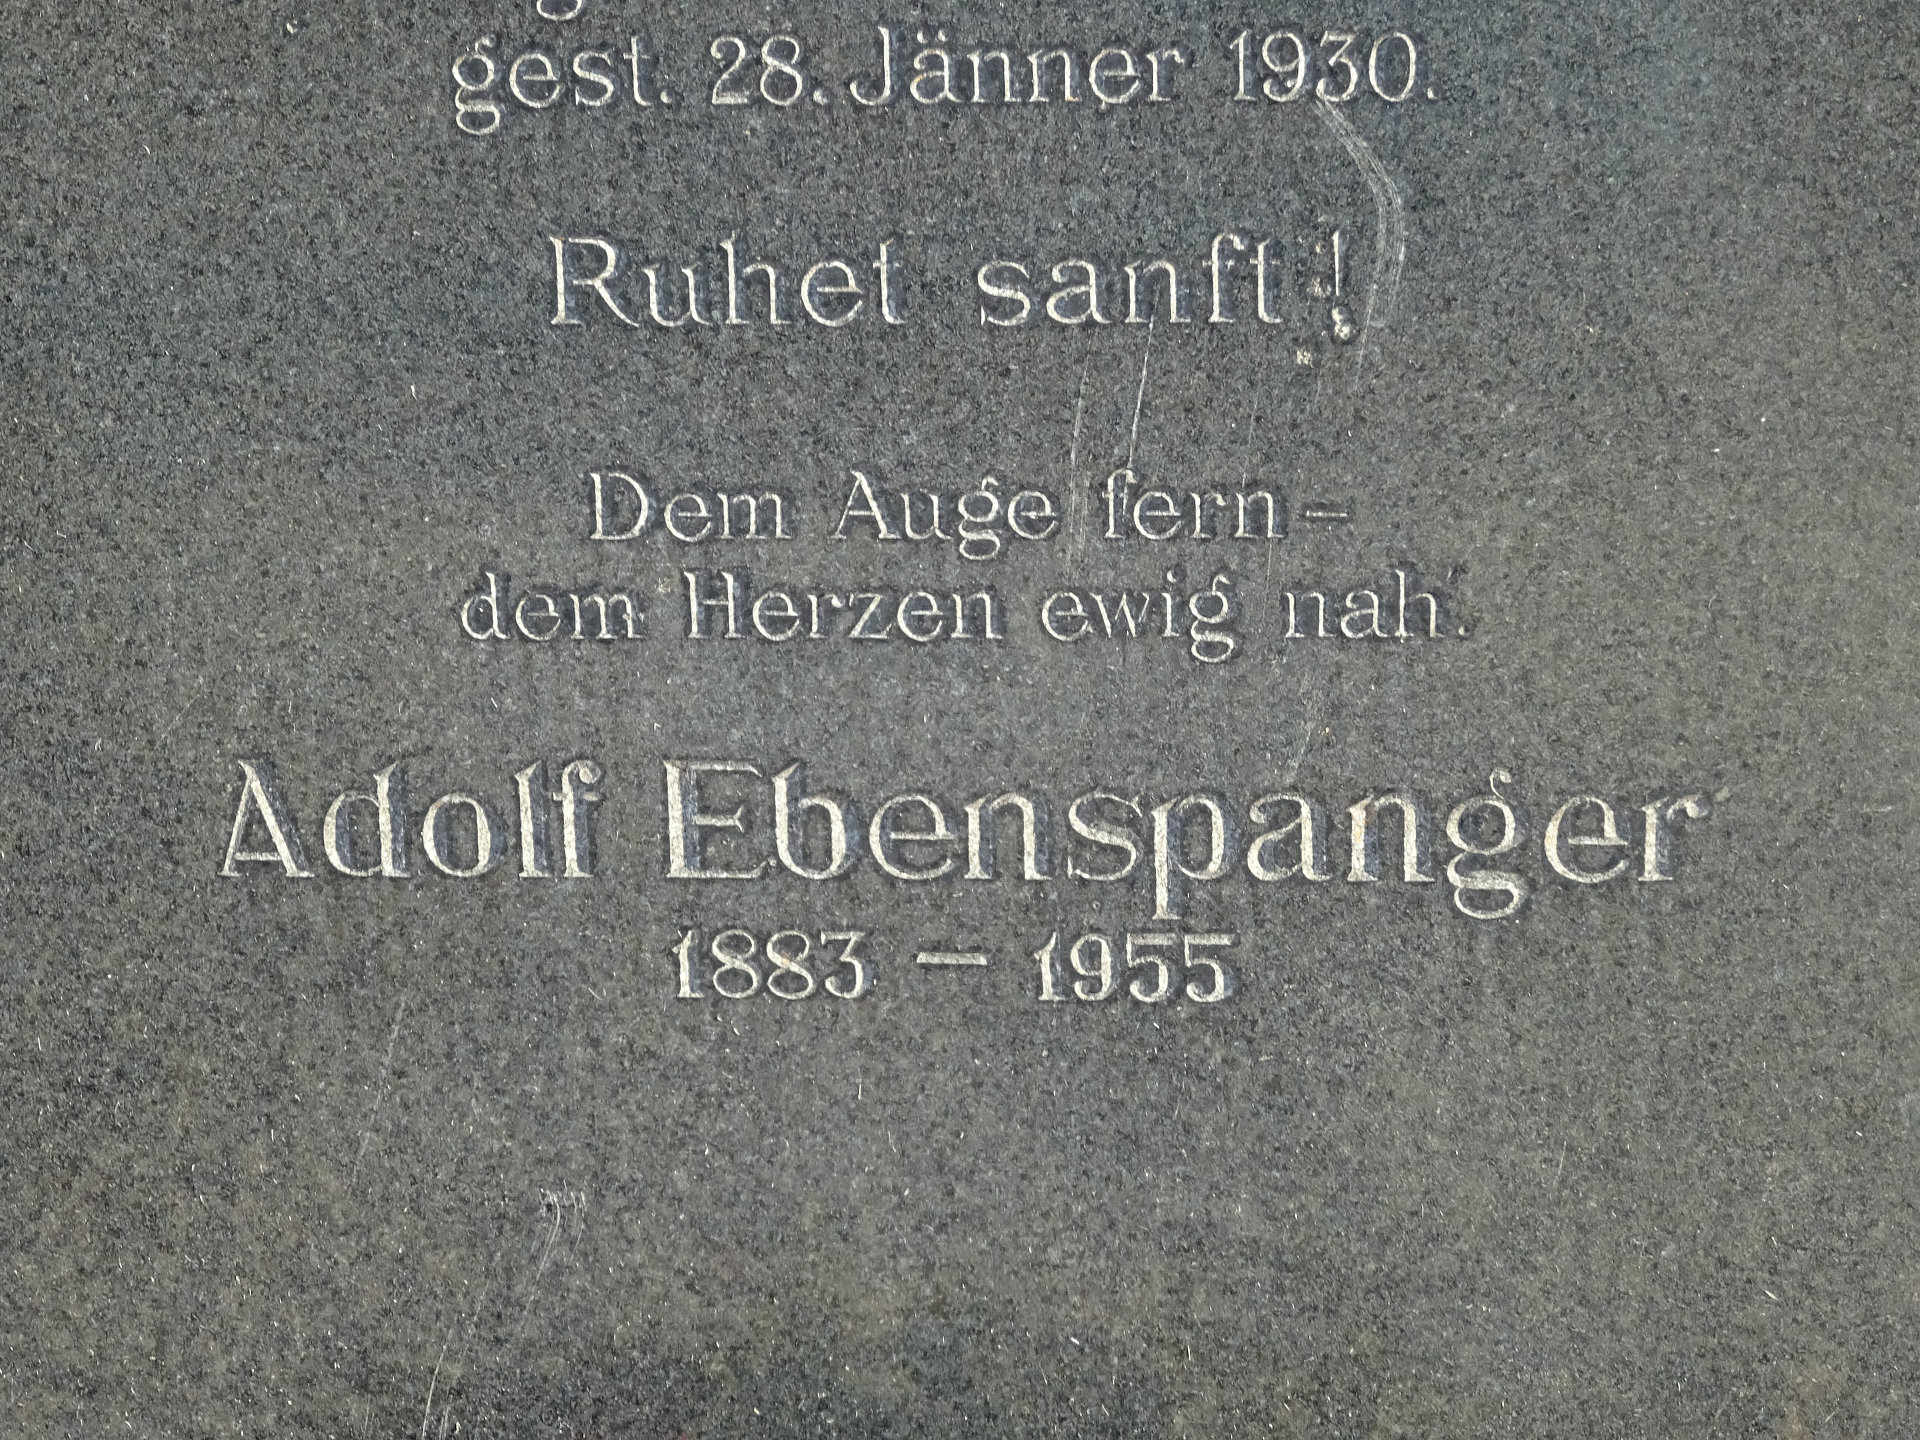 gest. 28. Jänner 1930.
Ruhet sanft!
Dem Auge fern–
dem Herzen ewig nah.
Adolf Ebenspanger
1883 – 1955